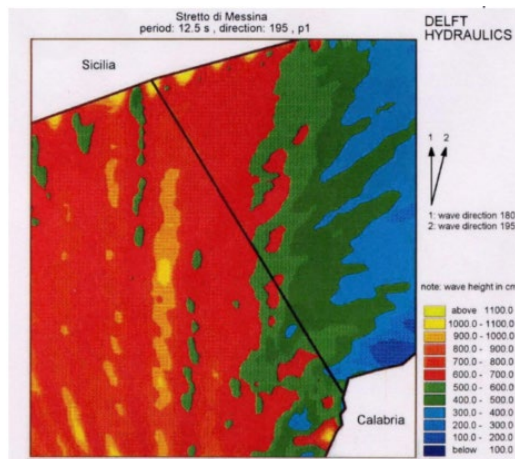 Stretto di Messina
period: 12.5 s , direction: 195 , p1
DELFT
HYDRAULICS
Sicilia
1 2
1: wave direction 180
2: wave direction 195
note: wave height in cm
above 1100.0
1000.0 - 1100.0
900.0 - 1000.0
800.0 - 900.0
700.0 - 800.0
600.0 - 700.0
500.0 - 600.0
400.0 - 500.0
300.0 - 400.0
200.0 - 300.0
100.0 - 200.0
below 100.0
Calabria